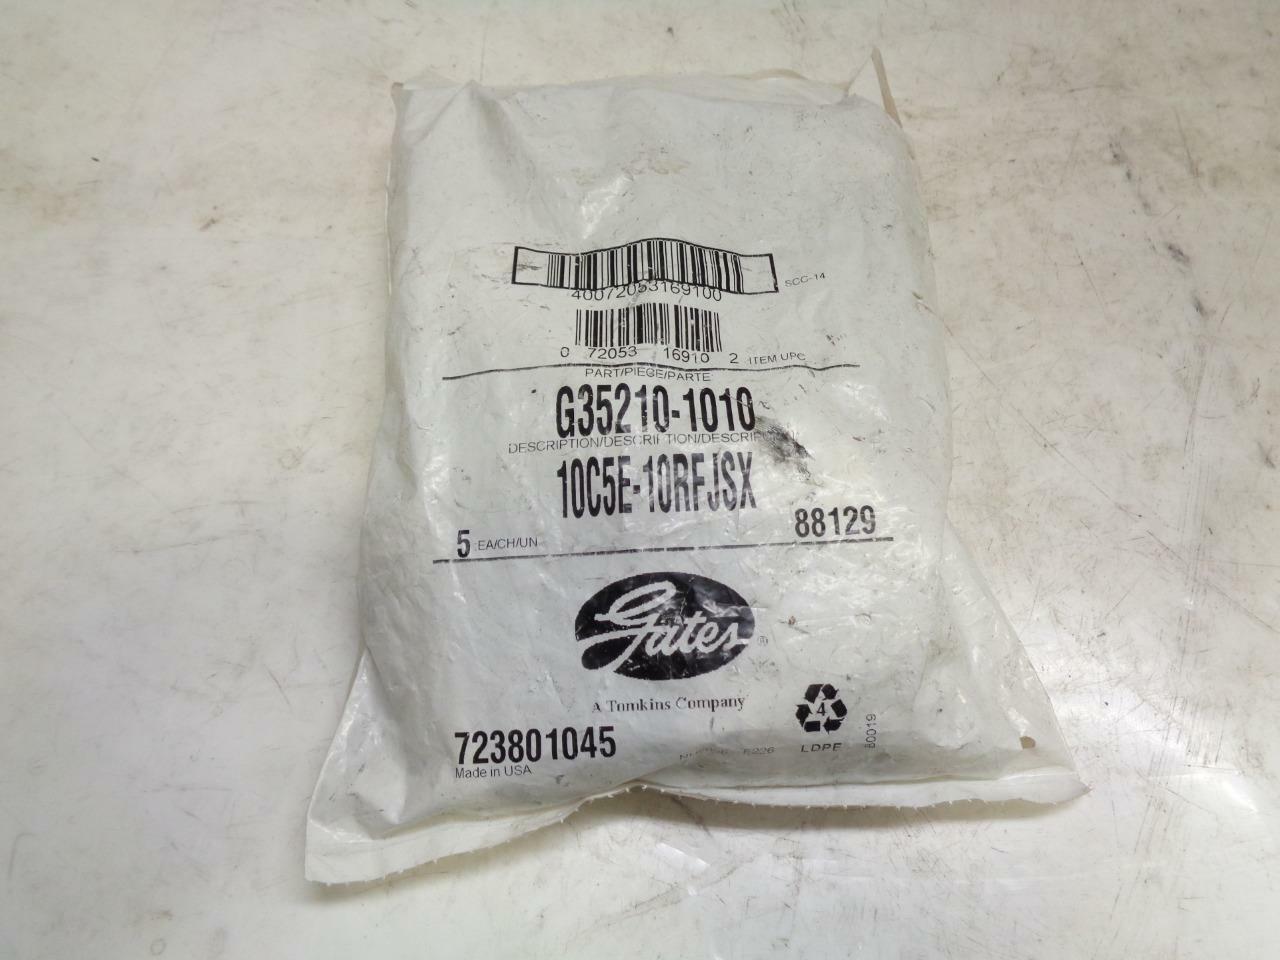 40072053169100
SCC-14
0 72053 16910 2 ITEM UPC
PART/PIECE/PARTE
G35210-1010
DESCRIPTION/DESCRIPTION/
10C5E-10RFJSX
5 EA/CH/UN 88129
Gates ®
A Tomkins Company
4
LDPE
723801045
Made in USA